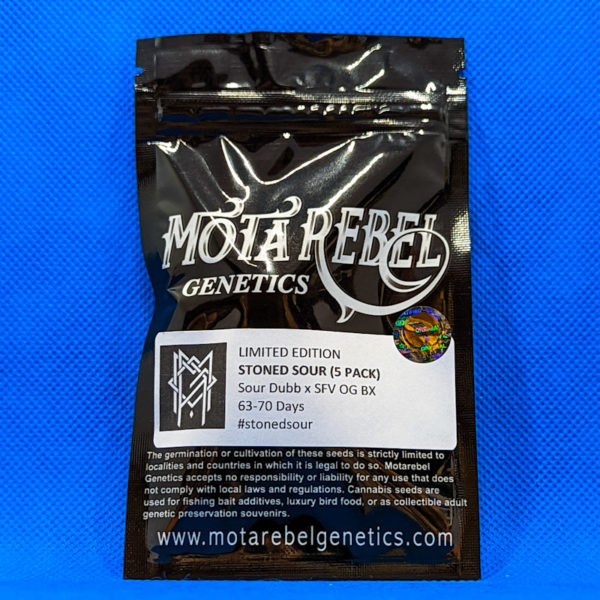 MOTA REBEL
GENETICS
ORIGINAL
LIMITED EDITION
STONED SOUR (5 PACK)
Sour Dubb x SFV OG BX
63-70 Days
#stonedsour
The germination or cultivation of these seeds is strictly limited to
localities and countries in which it is legal to do so. Motarebel
Genetics accepts no responsibility or liability for any use that does
not comply with local laws and regulations. Cannabis seeds are
used for fishing bait additives, luxury bird food, or as collectible adult
genetic preservation souvenirs.
www.motarebelgenetics.com